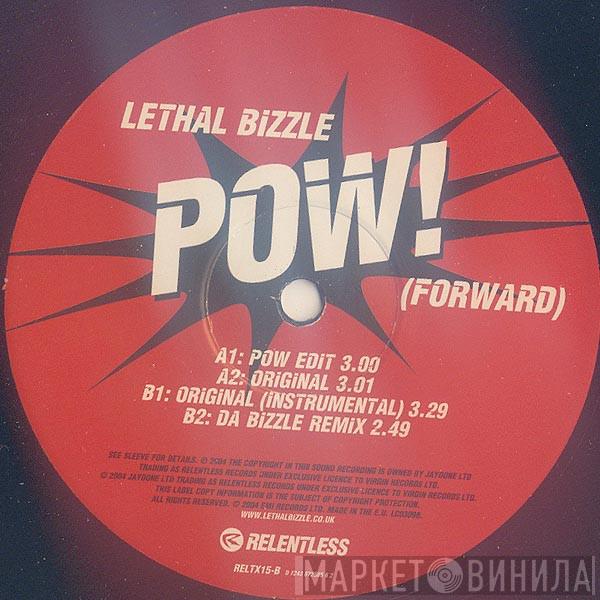 LETHAL BiZZLE
POW!
(FORWARD)
A1: POW EDIT 3.00
A2: ORiGiNAL 3.01
B1: ORiGiNAL (iNSTRUMENTAL) 3.29
B2: DA BiZZLE REMiX 2.49
SEE SLEEVE FOR DETAILS. ℗ 2004 THE COPYRIGHT IN THIS SOUND RECORDING IS OWNED BY JAYDONE LTD
TRADING AS RELENTLESS RECORDS UNDER EXCLUSIVE LICENCE TO VIRGIN RECORDS LTD.
© 2004 JAYDONE LTD TRADING AS RELENTLESS RECORDS UNDER EXCLUSIVE LICENCE TO VIRGIN RECORDS LTD.
THIS LABEL COPY INFORMATION IS THE SUBJECT OF COPYRIGHT PROTECTION.
ALL RIGHTS RESERVED. © 2004 EMI RECORDS LTD. MADE IN THE E.U. LC03098.
WWW.LETHALBIZZLE.CO.UK
RELENTLESS
RELTX15-B
МАРКЕТ ВИНИЛА